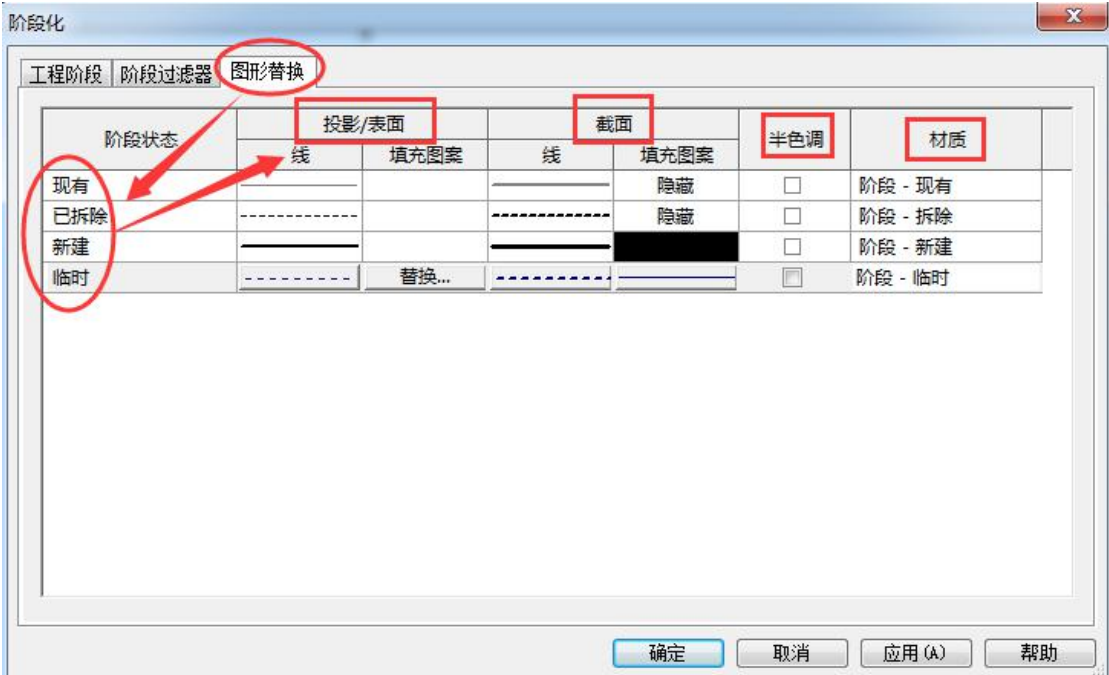 阶段化
工程阶段 阶段过滤器 图形替换
阶段状态 投影/表面 截面 半色调 材质
线 填充图案 线 填充图案
现有 隐藏 阶段 - 现有
已拆除 隐藏 阶段 - 拆除
新建 阶段 - 新建
临时 替换... 阶段 - 临时
确定 取消 应用(A) 帮助